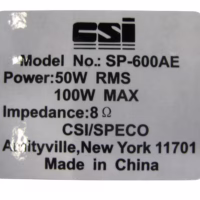 CSI
Model No.: SP-600AE
Power:50W RMS
100W MAX
Impedance:8Ω
CSI/SPECO
Amityville,New York 11701
Made in China